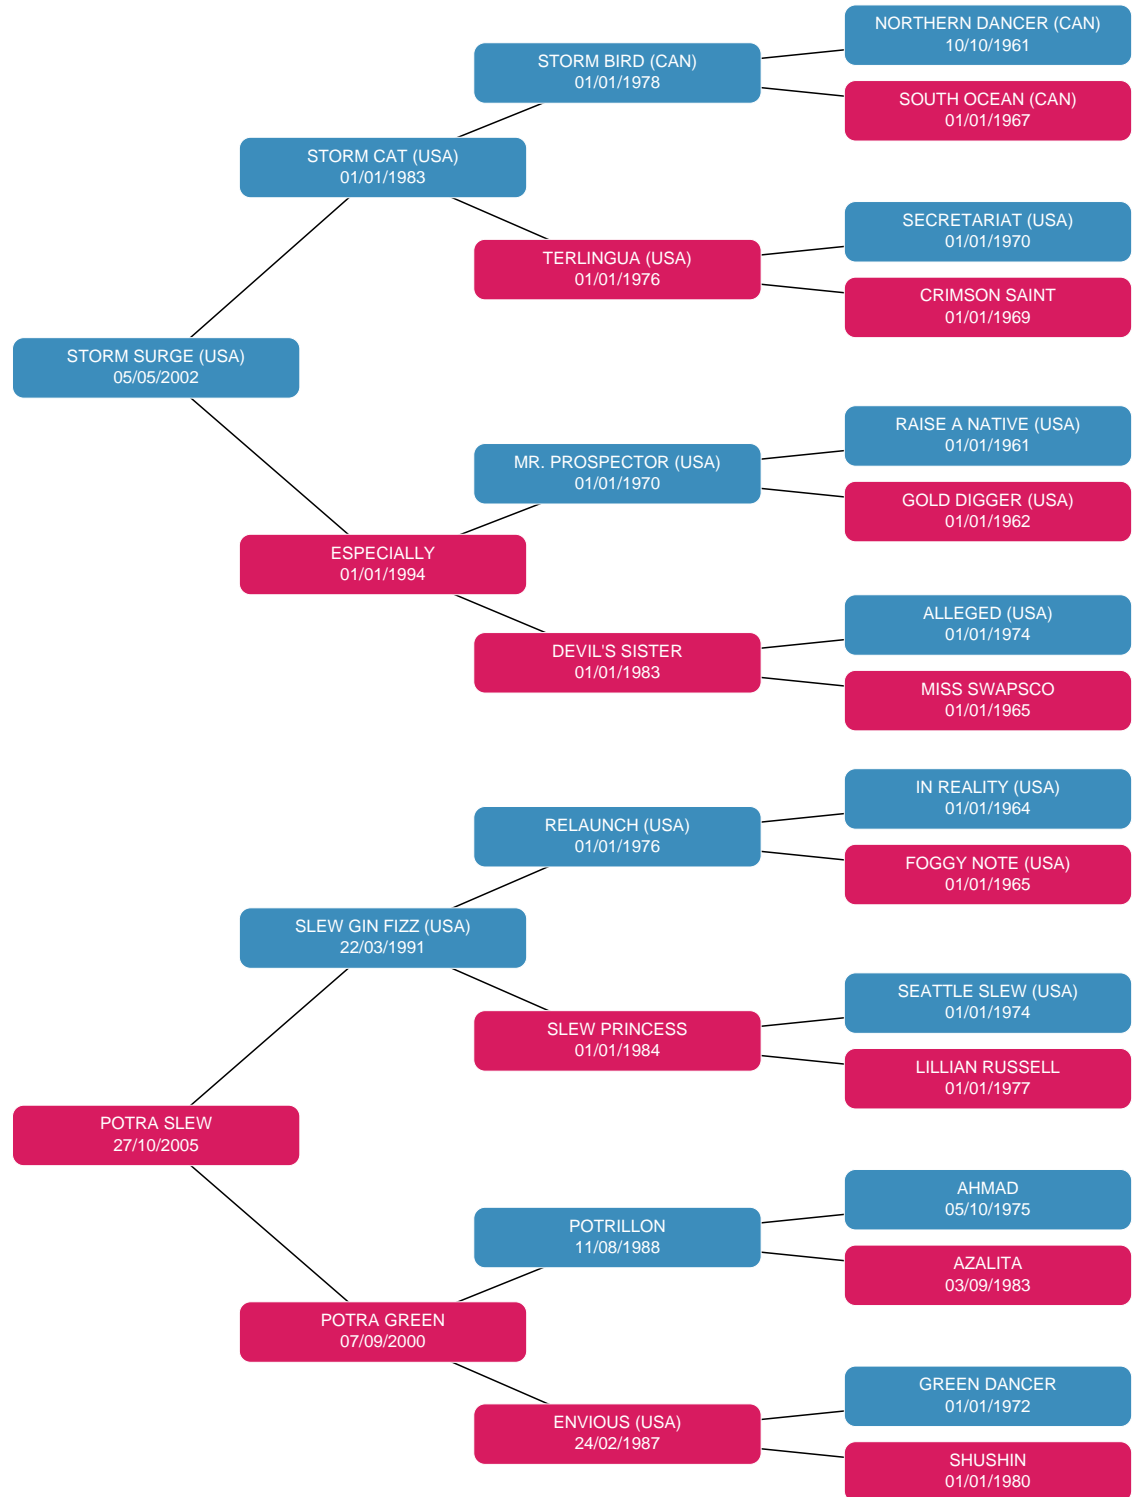 NORTHERN DANCER (CAN)
10/10/1961
STORM BIRD (CAN)
01/01/1978
SOUTH OCEAN (CAN)
01/01/1967
STORM CAT (USA)
01/01/1983
SECRETARIAT (USA)
01/01/1970
TERLINGUA (USA)
01/01/1976
CRIMSON SAINT
01/01/1969
STORM SURGE (USA)
05/05/2002
RAISE A NATIVE (USA)
01/01/1961
MR. PROSPECTOR (USA)
01/01/1970
GOLD DIGGER (USA)
01/01/1962
ESPECIALLY
01/01/1994
ALLEGED (USA)
01/01/1974
DEVIL'S SISTER
01/01/1983
MISS SWAPSCO
01/01/1965
IN REALITY (USA)
01/01/1964
RELAUNCH (USA)
01/01/1976
FOGGY NOTE (USA)
01/01/1965
SLEW GIN FIZZ (USA)
22/03/1991
SEATTLE SLEW (USA)
01/01/1974
SLEW PRINCESS
01/01/1984
LILLIAN RUSSELL
01/01/1977
POTRA SLEW
27/10/2005
AHMAD
05/10/1975
POTRILLON
11/08/1988
AZALITA
03/09/1983
POTRA GREEN
07/09/2000
GREEN DANCER
01/01/1972
ENVIOUS (USA)
24/02/1987
SHUSHIN
01/01/1980